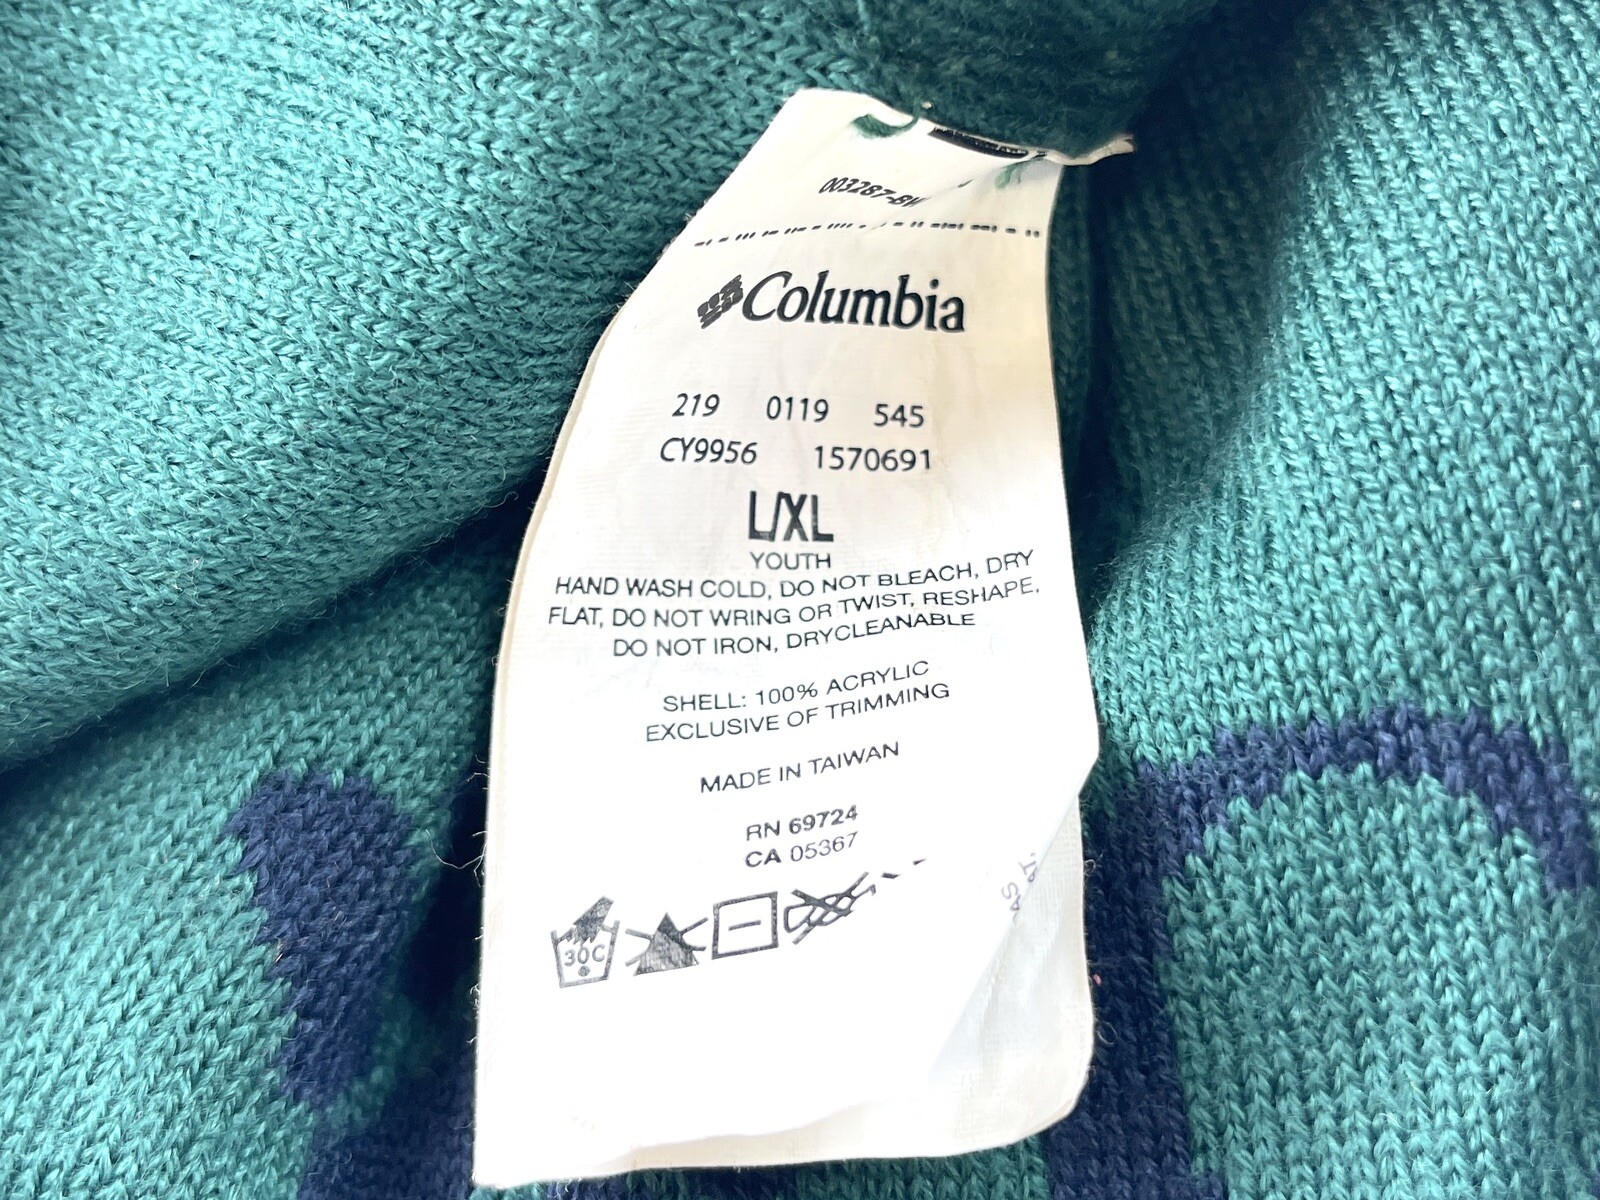 Columbia
219 0119 545
CY9956 1570691
L/XL
YOUTH
HAND WASH COLD, DO NOT BLEACH, DRY
FLAT, DO NOT WRING OR TWIST, RESHAPE,
DO NOT IRON, DRYCLEANABLE
SHELL: 100% ACRYLIC
EXCLUSIVE OF TRIMMING
MADE IN TAIWAN
RN 69724
CA 05367
30C